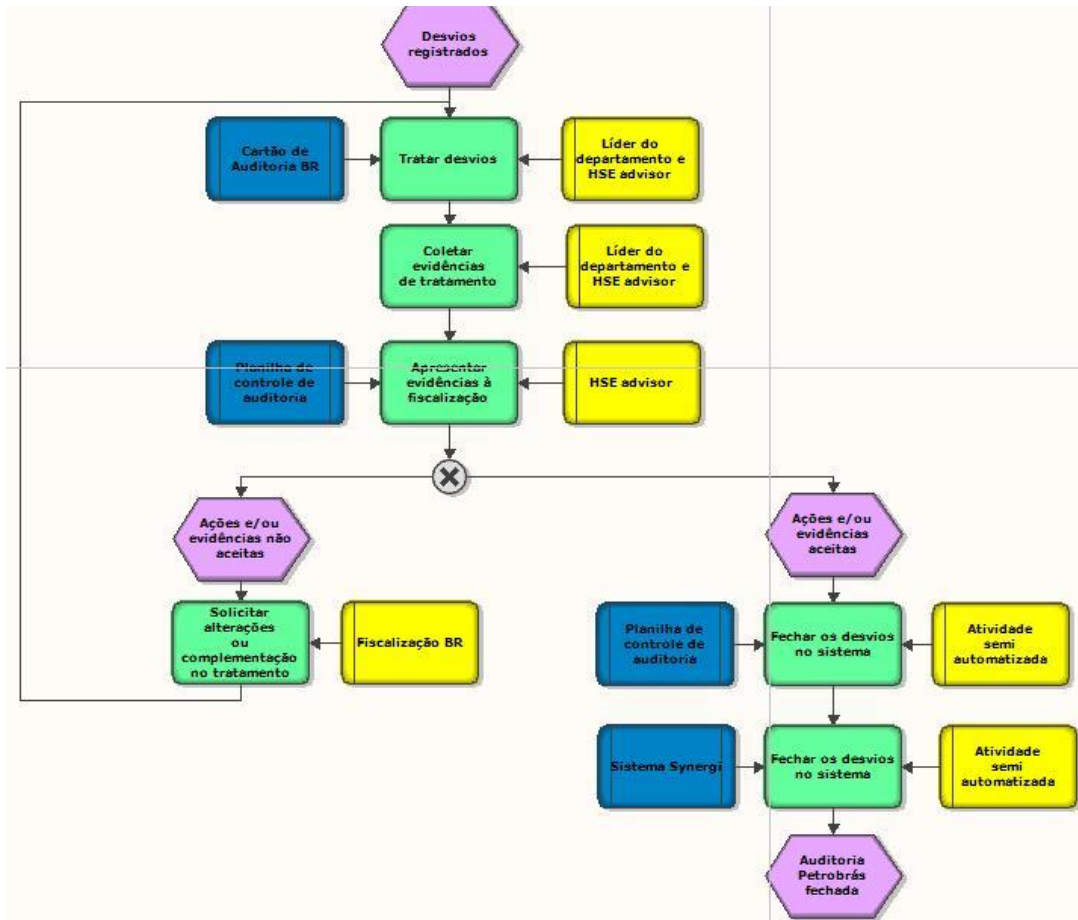 Desvios
registrados
Cartão de
Auditoria BR
Tratar desvios
Líder do
departamento e
HSE advisor
Coletar
evidências
de tratamento
Líder do
departamento e
HSE advisor
Planilha de
controle de
auditoria
Apresentar
evidências à
fiscalização
HSE advisor
Ações e/ou
evidências não
aceitas
Ações e/ou
evidências
aceitas
Solicitar
alterações
ou
complementação
no tratamento
Fiscalização BR
Planilha de
controle de
auditoria
Fechar os desvios
no sistema
Atividade
semi
automatizada
Sistema Synergi
Fechar os desvios
no sistema
Atividade
semi
automatizada
Auditoria
Petrobrás
fechada